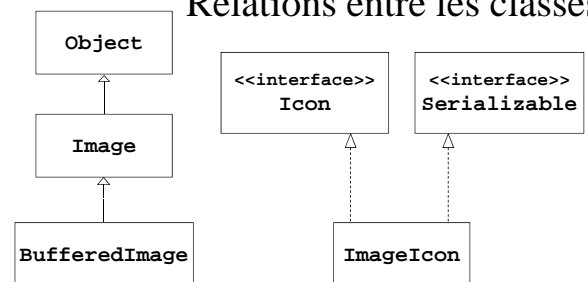 Relations entre les classes
Object
<<interface>>
Icon
<<interface>>
Serializable
Image
BufferedImage
ImageIcon